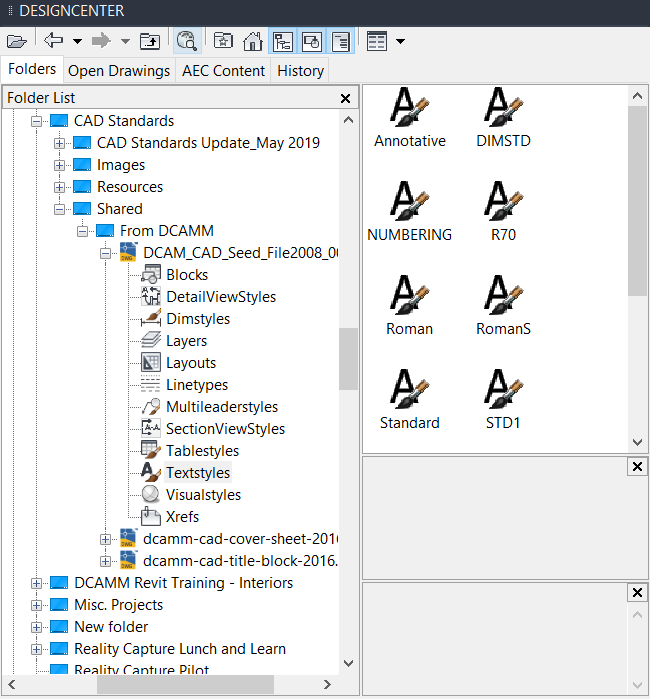 DESIGNCENTER
Folders
Open Drawings
AEC Content
History
Folder List
CAD Standards
CAD Standards Update_May 2019
Images
Resources
Shared
From DCAMM
DCAM_CAD_Seed_File2008_0
Blocks
DetailViewStyles
Dimstyles
Layers
Layouts
Linetypes
Multileaderstyles
SectionViewStyles
Tablestyles
Textstyles
Visualstyles
Xrefs
dcamm-cad-cover-sheet-2016
dcamm-cad-title-block-2016.
DCAMM Revit Training - Interiors
Misc. Projects
New folder
Reality Capture Lunch and Learn
Reality Capture Pilot
Annotative
DIMSTD
NUMBERING
R70
Roman
RomanS
Standard
STD1